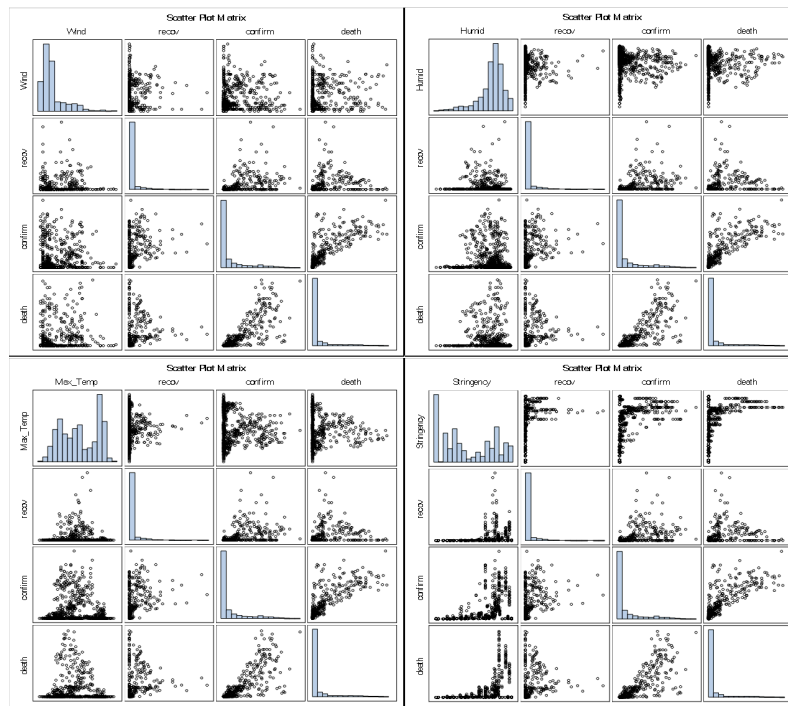 Scatter Plot Matrix
Wind recov confirm death
Wind
recov
confirm
death
Scatter Plot Matrix
Humid recov confirm death
Humid
recov
confirm
death
Scatter Plot Matrix
Max_Temp recov confirm death
Max_Temp
recov
confirm
death
Scatter Plot Matrix
Stringency recov confirm death
Stringency
recov
confirm
death